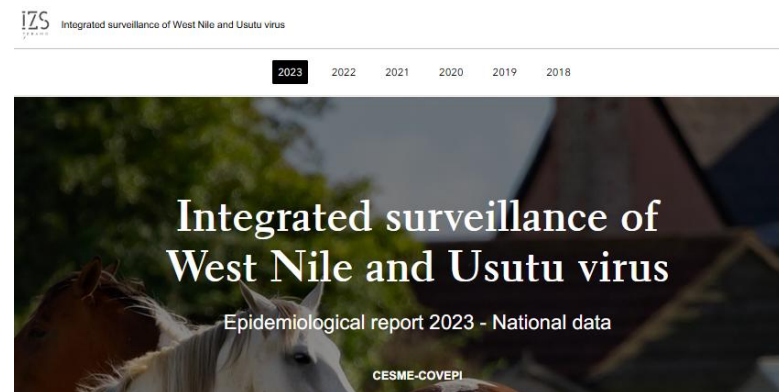 IZS
TERAMO
Integrated surveillance of West Nile and Usutu virus
2023 2022 2021 2020 2019 2018
Integrated surveillance of
West Nile and Usutu virus
Epidemiological report 2023 - National data
CESME-COVEPI